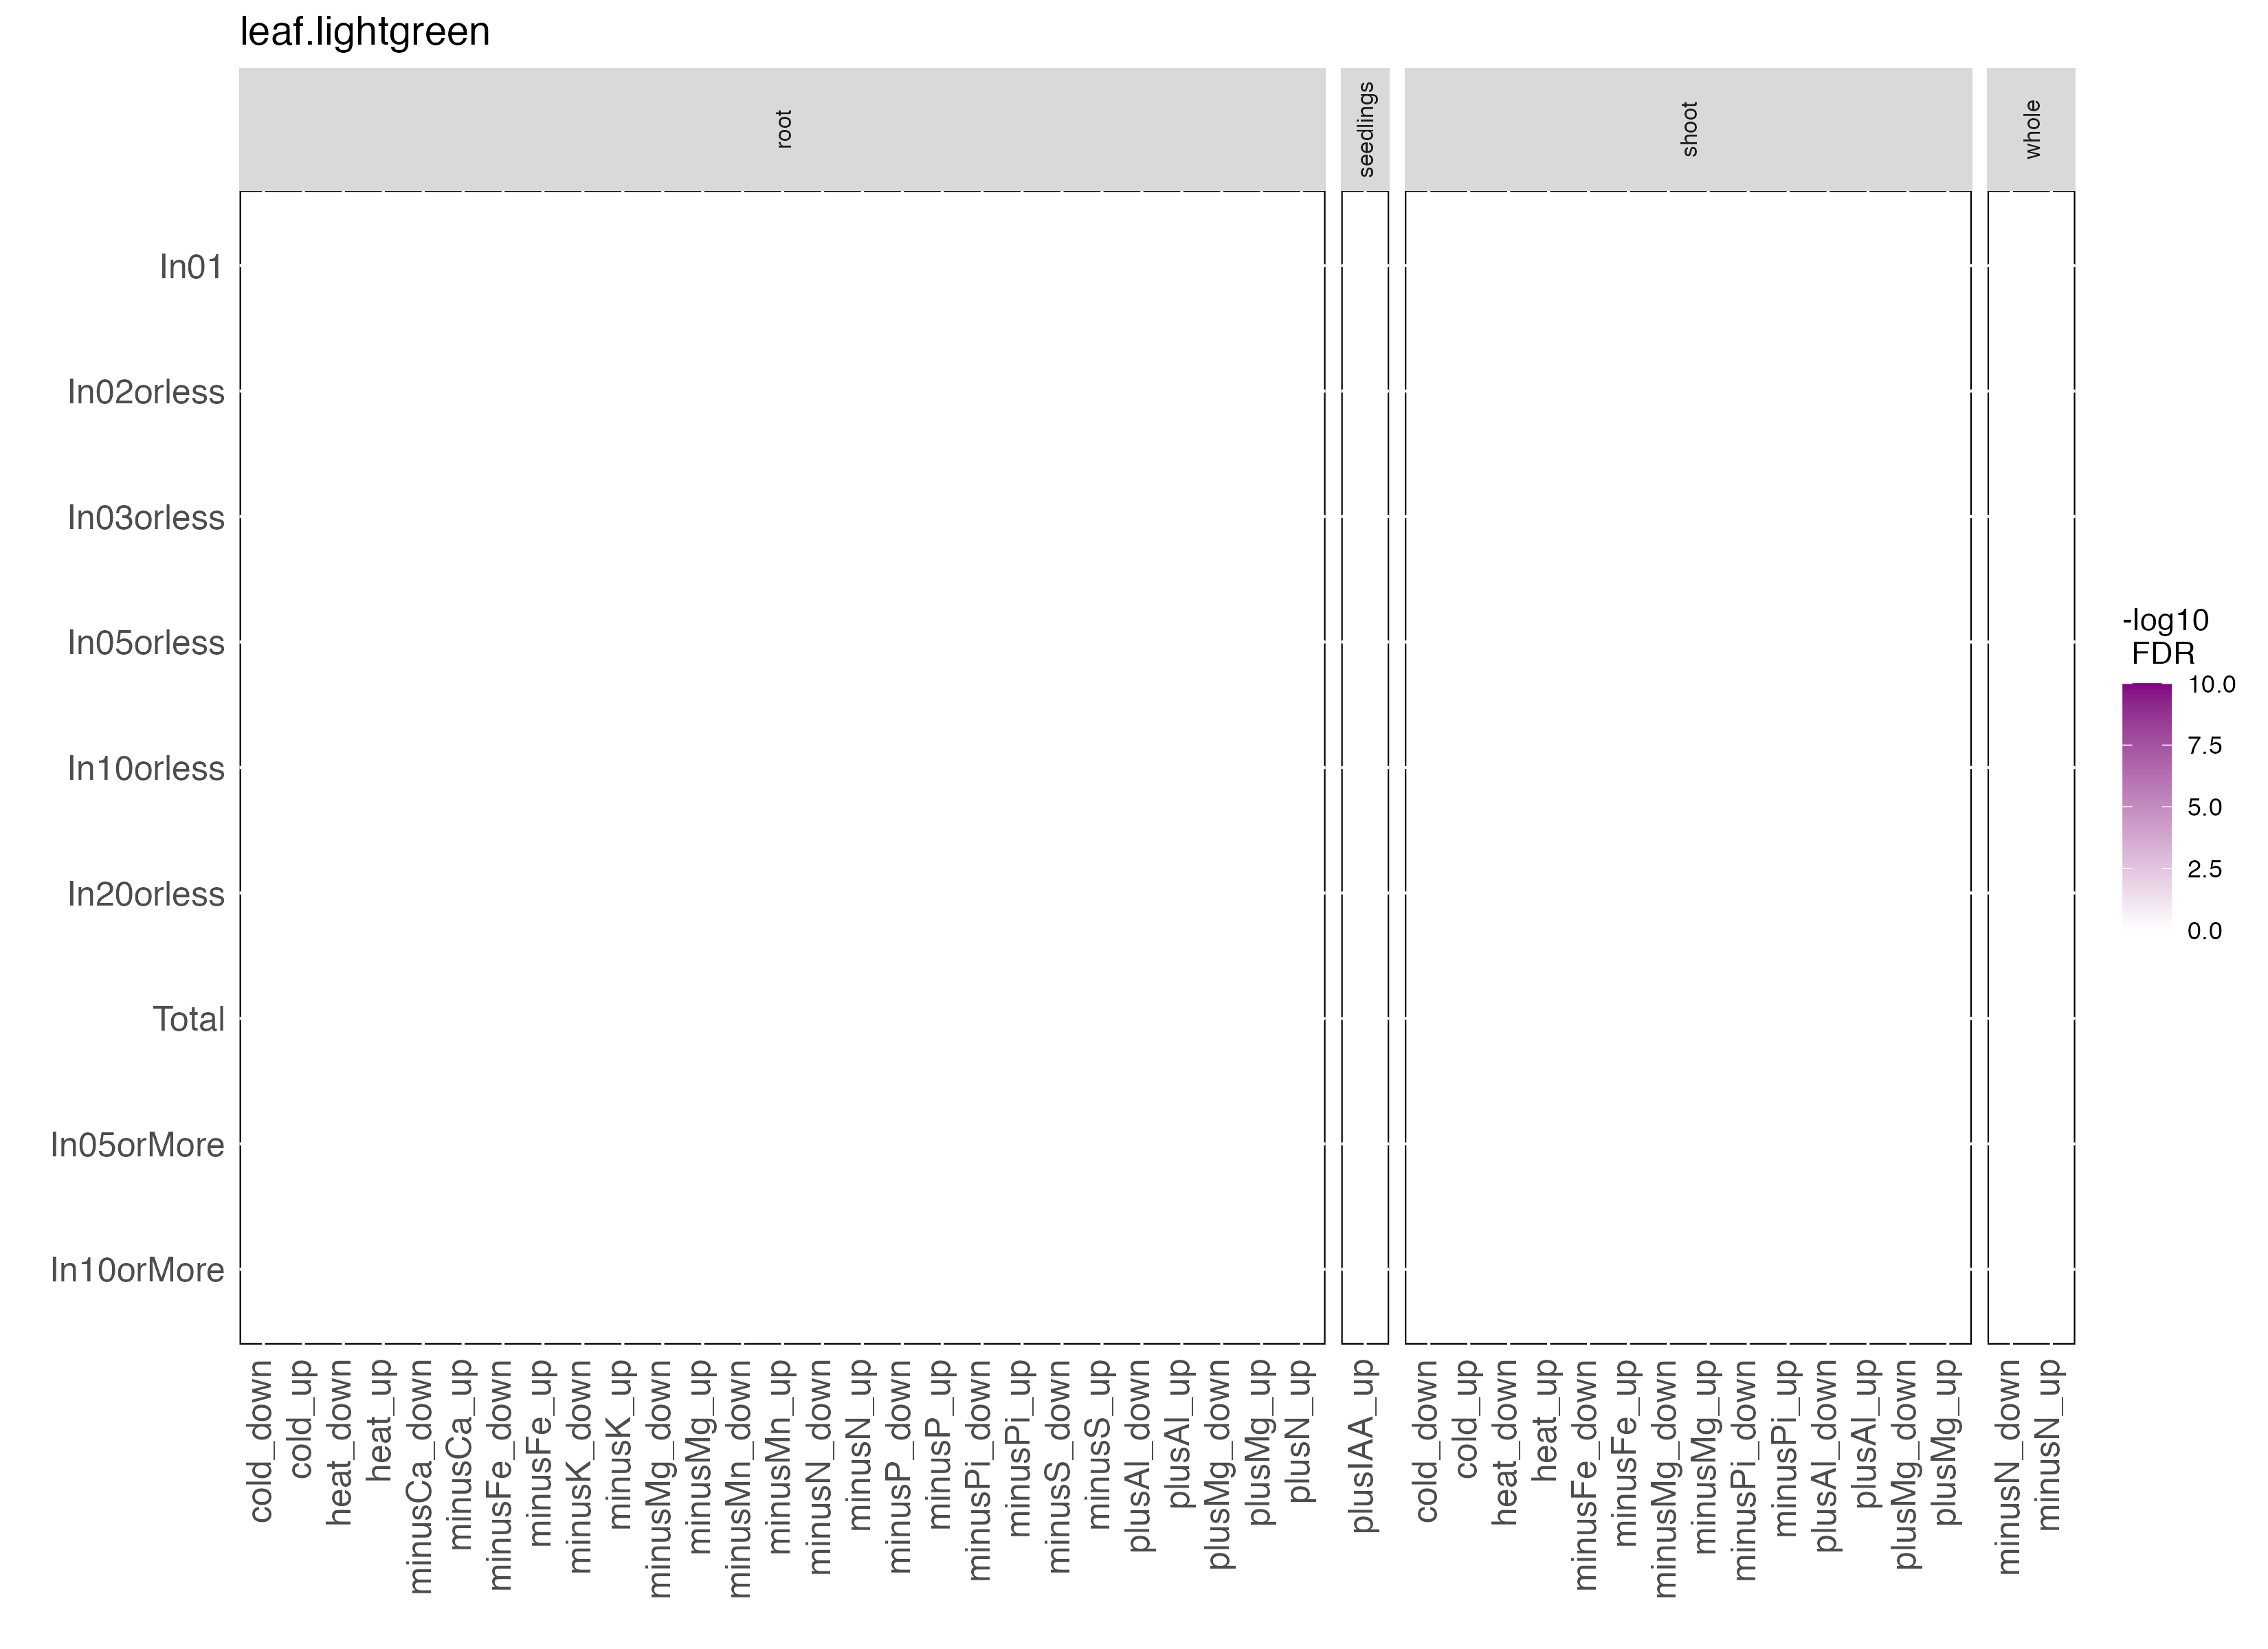 leaf.lightgreen
root
seedlings
shoot
whole
In01
In02orless
In03orless
In05orless
In10orless
In20orless
Total
In05orMore
In10orMore
cold_down
cold_up
heat_down
heat_up
minusCa_down
minusCa_up
minusFe_down
minusFe_up
minusK_down
minusK_up
minusMg_down
minusMg_up
minusMn_down
minusMn_up
minusN_down
minusN_up
minusP_down
minusP_up
minusPi_down
minusPi_up
minusS_down
minusS_up
plusAl_down
plusAl_up
plusMg_down
plusMg_up
plusN_up
plusIAA_up
cold_down
cold_up
heat_down
heat_up
minusFe_down
minusFe_up
minusMg_down
minusMg_up
minusPi_down
minusPi_up
plusAl_down
plusAl_up
plusMg_down
plusMg_up
minusN_down
minusN_up
-log10
FDR
10.0
7.5
5.0
2.5
0.0